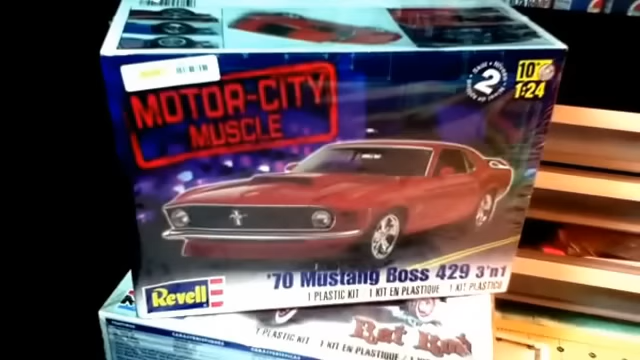 MOTOR-CITY
MUSCLE
2
10
1:24
'70 Mustang Boss 429 3'n1
1 PLASTIC KIT 1 KIT EN PLASTIQUE 1 KIT PLASTICO
Revell
1 PLASTIC KIT 1 KIT EN PLASTIQUE
Rat Rod